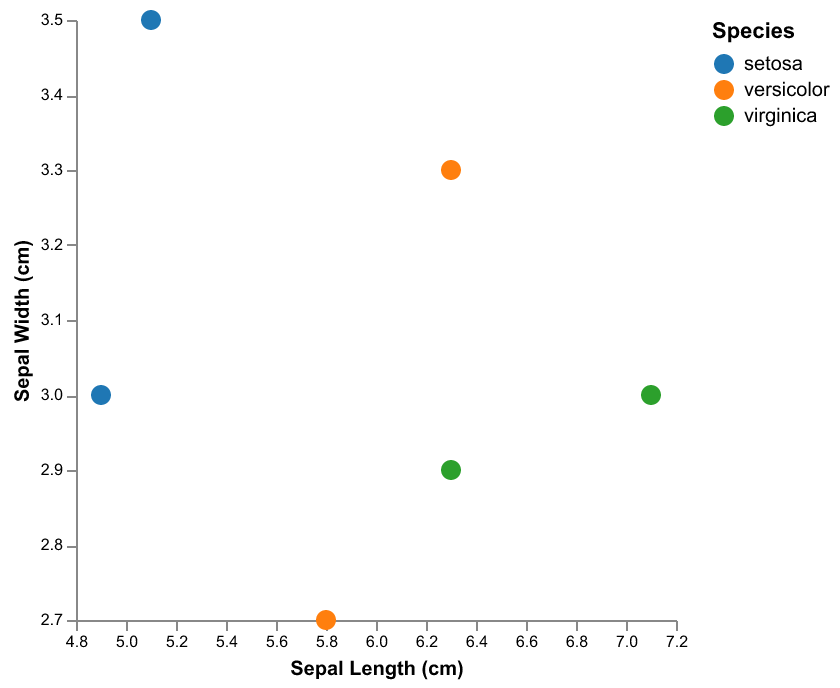 3.5
3.4
3.3
3.2
3.1
3.0
2.9
2.8
2.7
Sepal Width (cm)
4.8 5.0 5.2 5.4 5.6 5.8 6.0 6.2 6.4 6.6 6.8 7.0 7.2
Sepal Length (cm)
Species
setosa
versicolor
virginica